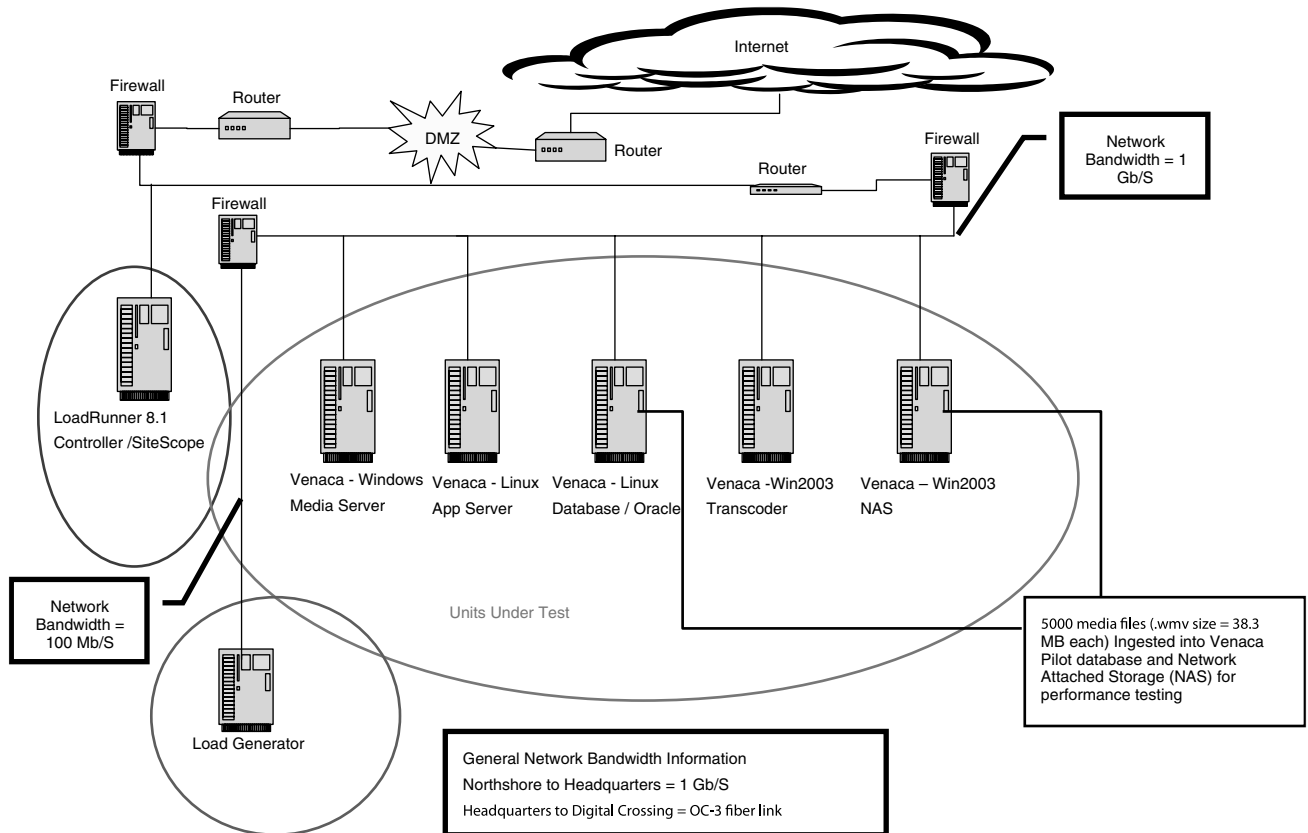 Internet
Firewall
Router
DMZ
Router
Router
Firewall
Network
Bandwidth = 1
Gb/S
Firewall
LoadRunner 8.1
Controller /SiteScope
Venaca - Windows
Media Server
Venaca - Linux
App Server
Venaca - Linux
Database / Oracle
Venaca -Win2003
Transcoder
Venaca – Win2003
NAS
Network
Bandwidth =
100 Mb/S
Units Under Test
5000 media files (.wmv size = 38.3
MB each) Ingested into Venaca
Pilot database and Network
Attached Storage (NAS) for
performance testing
Load Generator
General Network Bandwidth Information
Northshore to Headquarters = 1 Gb/S
Headquarters to Digital Crossing = OC-3 fiber link